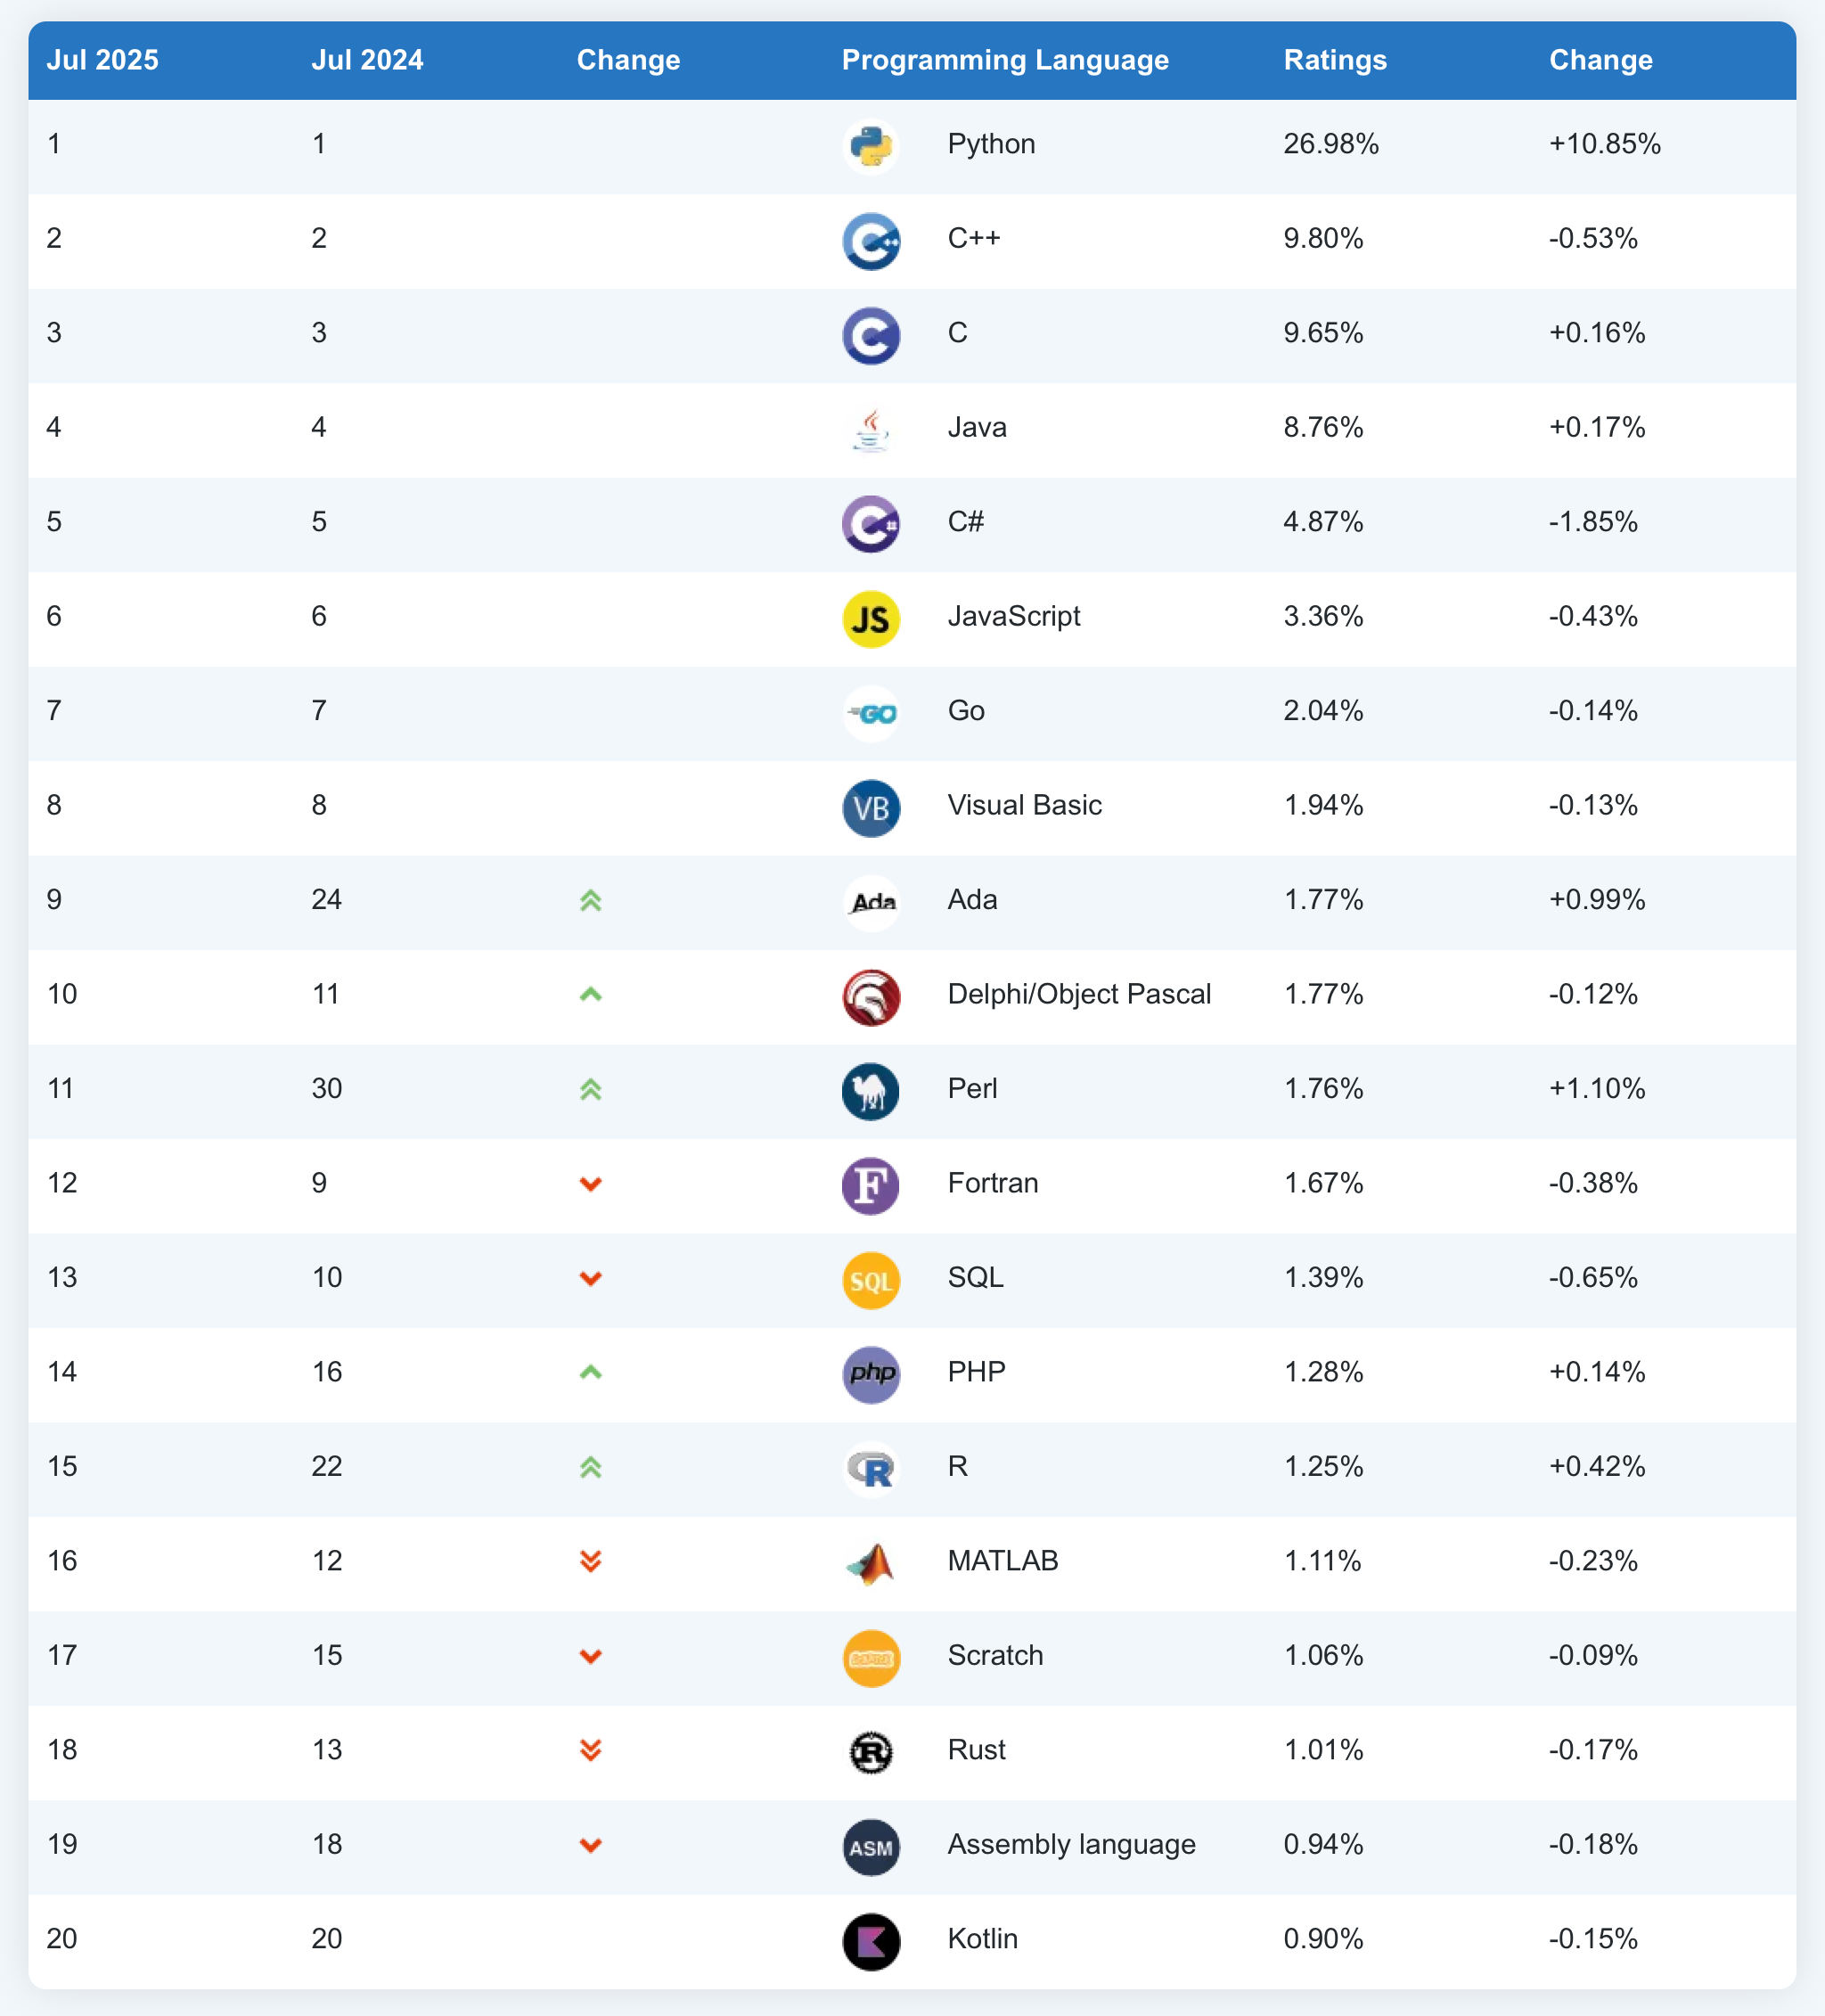 Jul 2025 Jul 2024 Change Programming Language Ratings Change
1 1 Python 26.98% +10.85%
2 2 C++ C++ 9.80% -0.53%
3 3 C C 9.65% +0.16%
4 4 Java 8.76% +0.17%
5 5 C# C# 4.87% -1.85%
6 6 JS JavaScript 3.36% -0.43%
7 7 GO Go 2.04% -0.14%
8 8 VB Visual Basic 1.94% -0.13%
9 24 Ada Ada 1.77% +0.99%
10 11 Delphi/Object Pascal 1.77% -0.12%
11 30 Perl 1.76% +1.10%
12 9 F Fortran 1.67% -0.38%
13 10 SQL SQL 1.39% -0.65%
14 16 php PHP 1.28% +0.14%
15 22 R R 1.25% +0.42%
16 12 MATLAB 1.11% -0.23%
17 15 Scratch 1.06% -0.09%
18 13 R Rust 1.01% -0.17%
19 18 ASM Assembly language 0.94% -0.18%
20 20 Kotlin 0.90% -0.15%